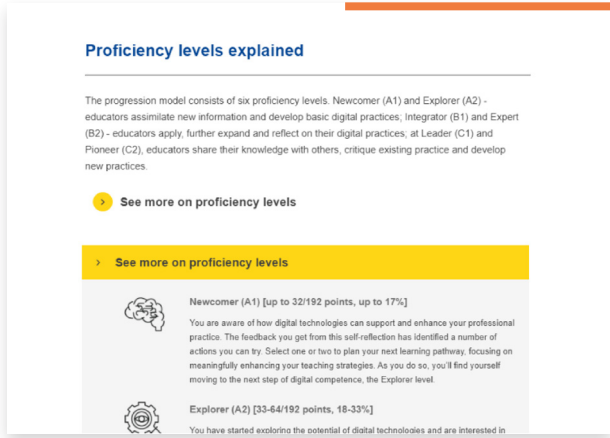 Proficiency levels explained
The progression model consists of six proficiency levels. Newcomer (A1) and Explorer (A2) -
educators assimilate new information and develop basic digital practices; Integrator (B1) and Expert
(B2) - educators apply, further expand and reflect on their digital practices; at Leader (C1) and
Pioneer (C2), educators share their knowledge with others, critique existing practice and develop
new practices.
See more on proficiency levels
See more on proficiency levels
Newcomer (A1) [up to 32/192 points, up to 17%]
You are aware of how digital technologies can support and enhance your professional
practice. The feedback you get from this self-reflection has identified a number of
actions you can try. Select one or two to plan your next learning pathway, focusing on
meaningfully enhancing your teaching strategies. As you do so, you'll find yourself
moving to the next step of digital competence, the Explorer level.
Explorer (A2) [33-64/192 points, 18-33%]
You have started exploring the potential of digital technologies and are interested in